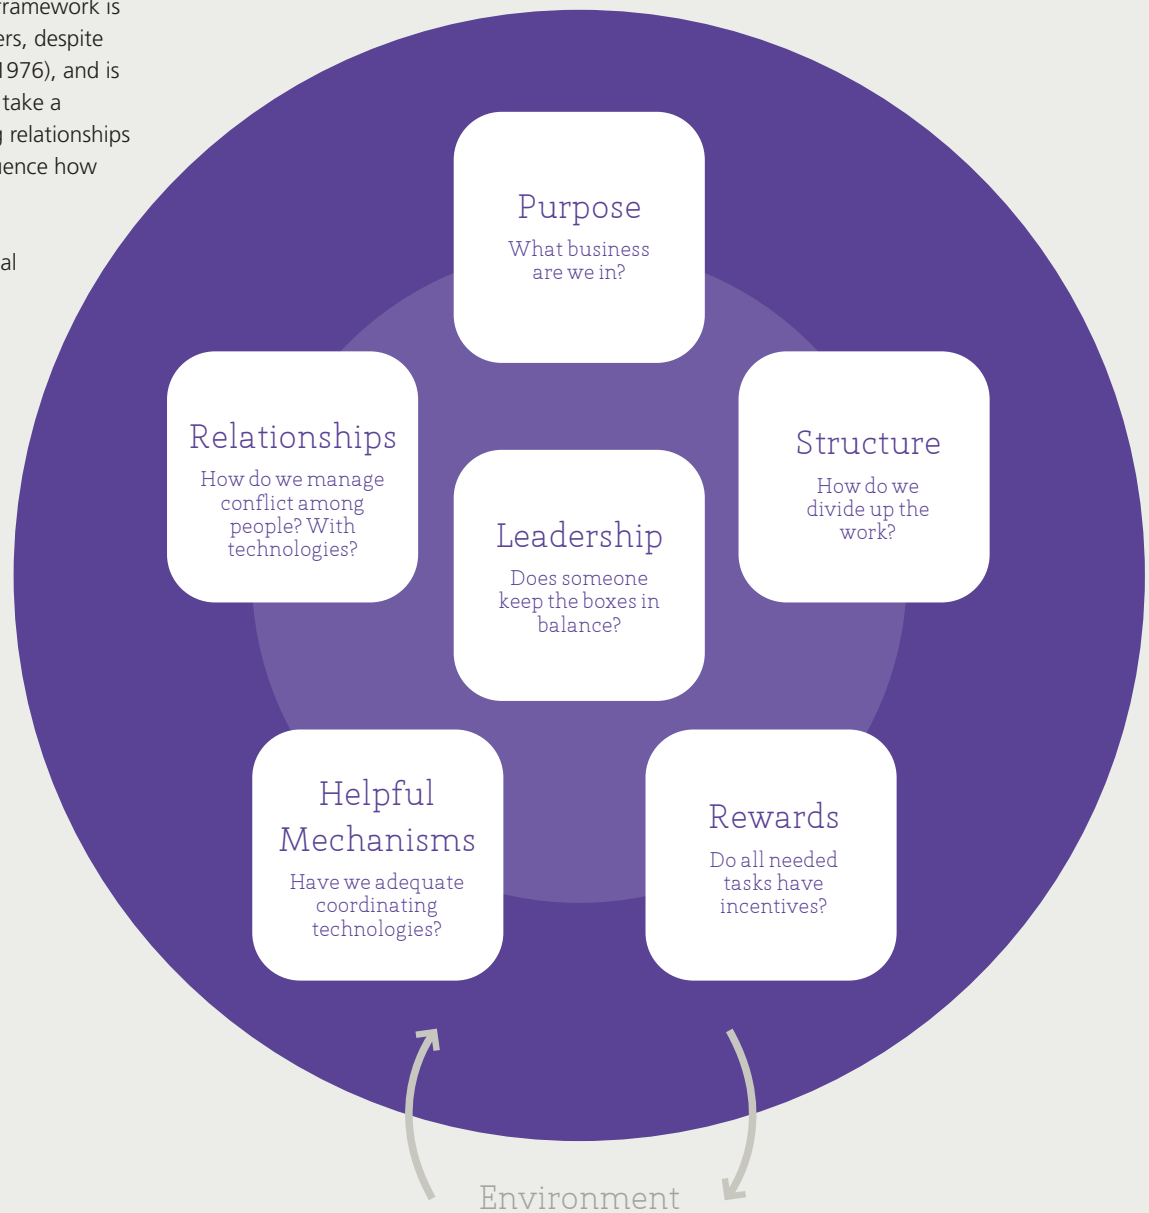 framework is
ers, despite
1976), and is
take a
g relationships
uence how
al
Purpose
What business
are we in?
Relationships
How do we manage
conflict among
people? With
technologies?
Structure
How do we
divide up the
work?
Leadership
Does someone
keep the boxes in
balance?
Helpful
Mechanisms
Have we adequate
coordinating
technologies?
Rewards
Do all needed
tasks have
incentives?
Environment